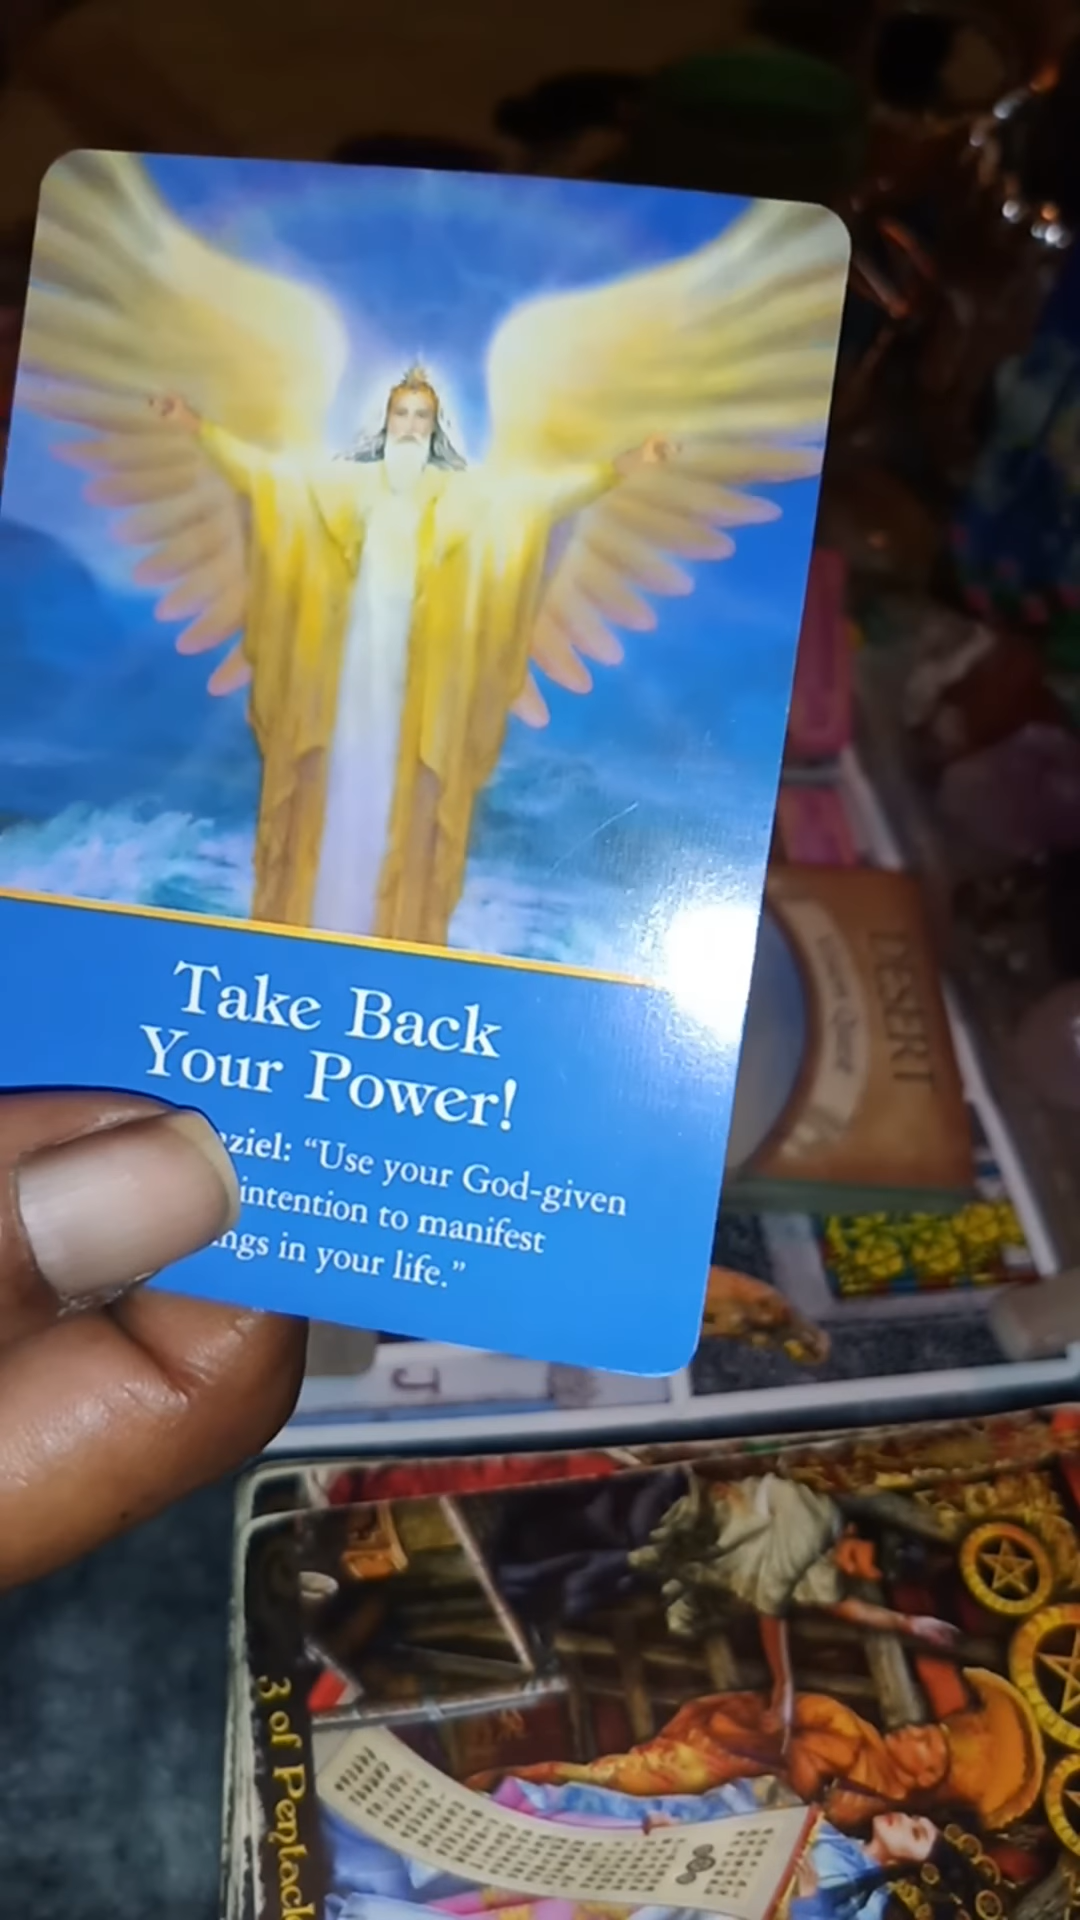 Take Back
Your Power!
ziel: “Use your God-given
intention to manifest
ngs in your life.”
DESERT
J
3 of Pentacl